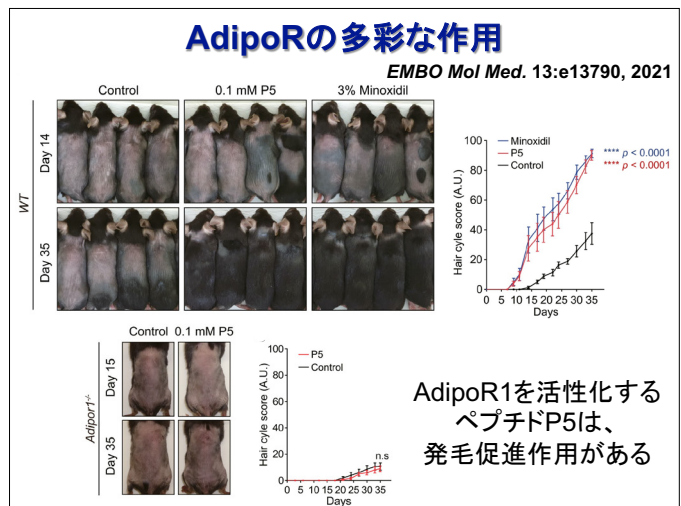 AdipoRの多彩な作用
EMBO Mol Med. 13:e13790, 2021
Control 0.1 mM P5 3% Minoxidil
WT
Day 14
Day 35
Hair cyle score (A.U.)
100
80
60
40
20
0
Minoxidil
P5
Control
**** p < 0.0001
**** p < 0.0001
0 5 10 15 20 25 30 35
Days
Control 0.1 mM P5
Adipor1-/-
Day 15
Day 35
Hair cyle score (A.U.)
100
80
60
40
20
0
P5
Control
n.s
0 5 10 15 20 25 30 35
Days
AdipoR1を活性化する
ペプチドP5は、
発毛促進作用がある